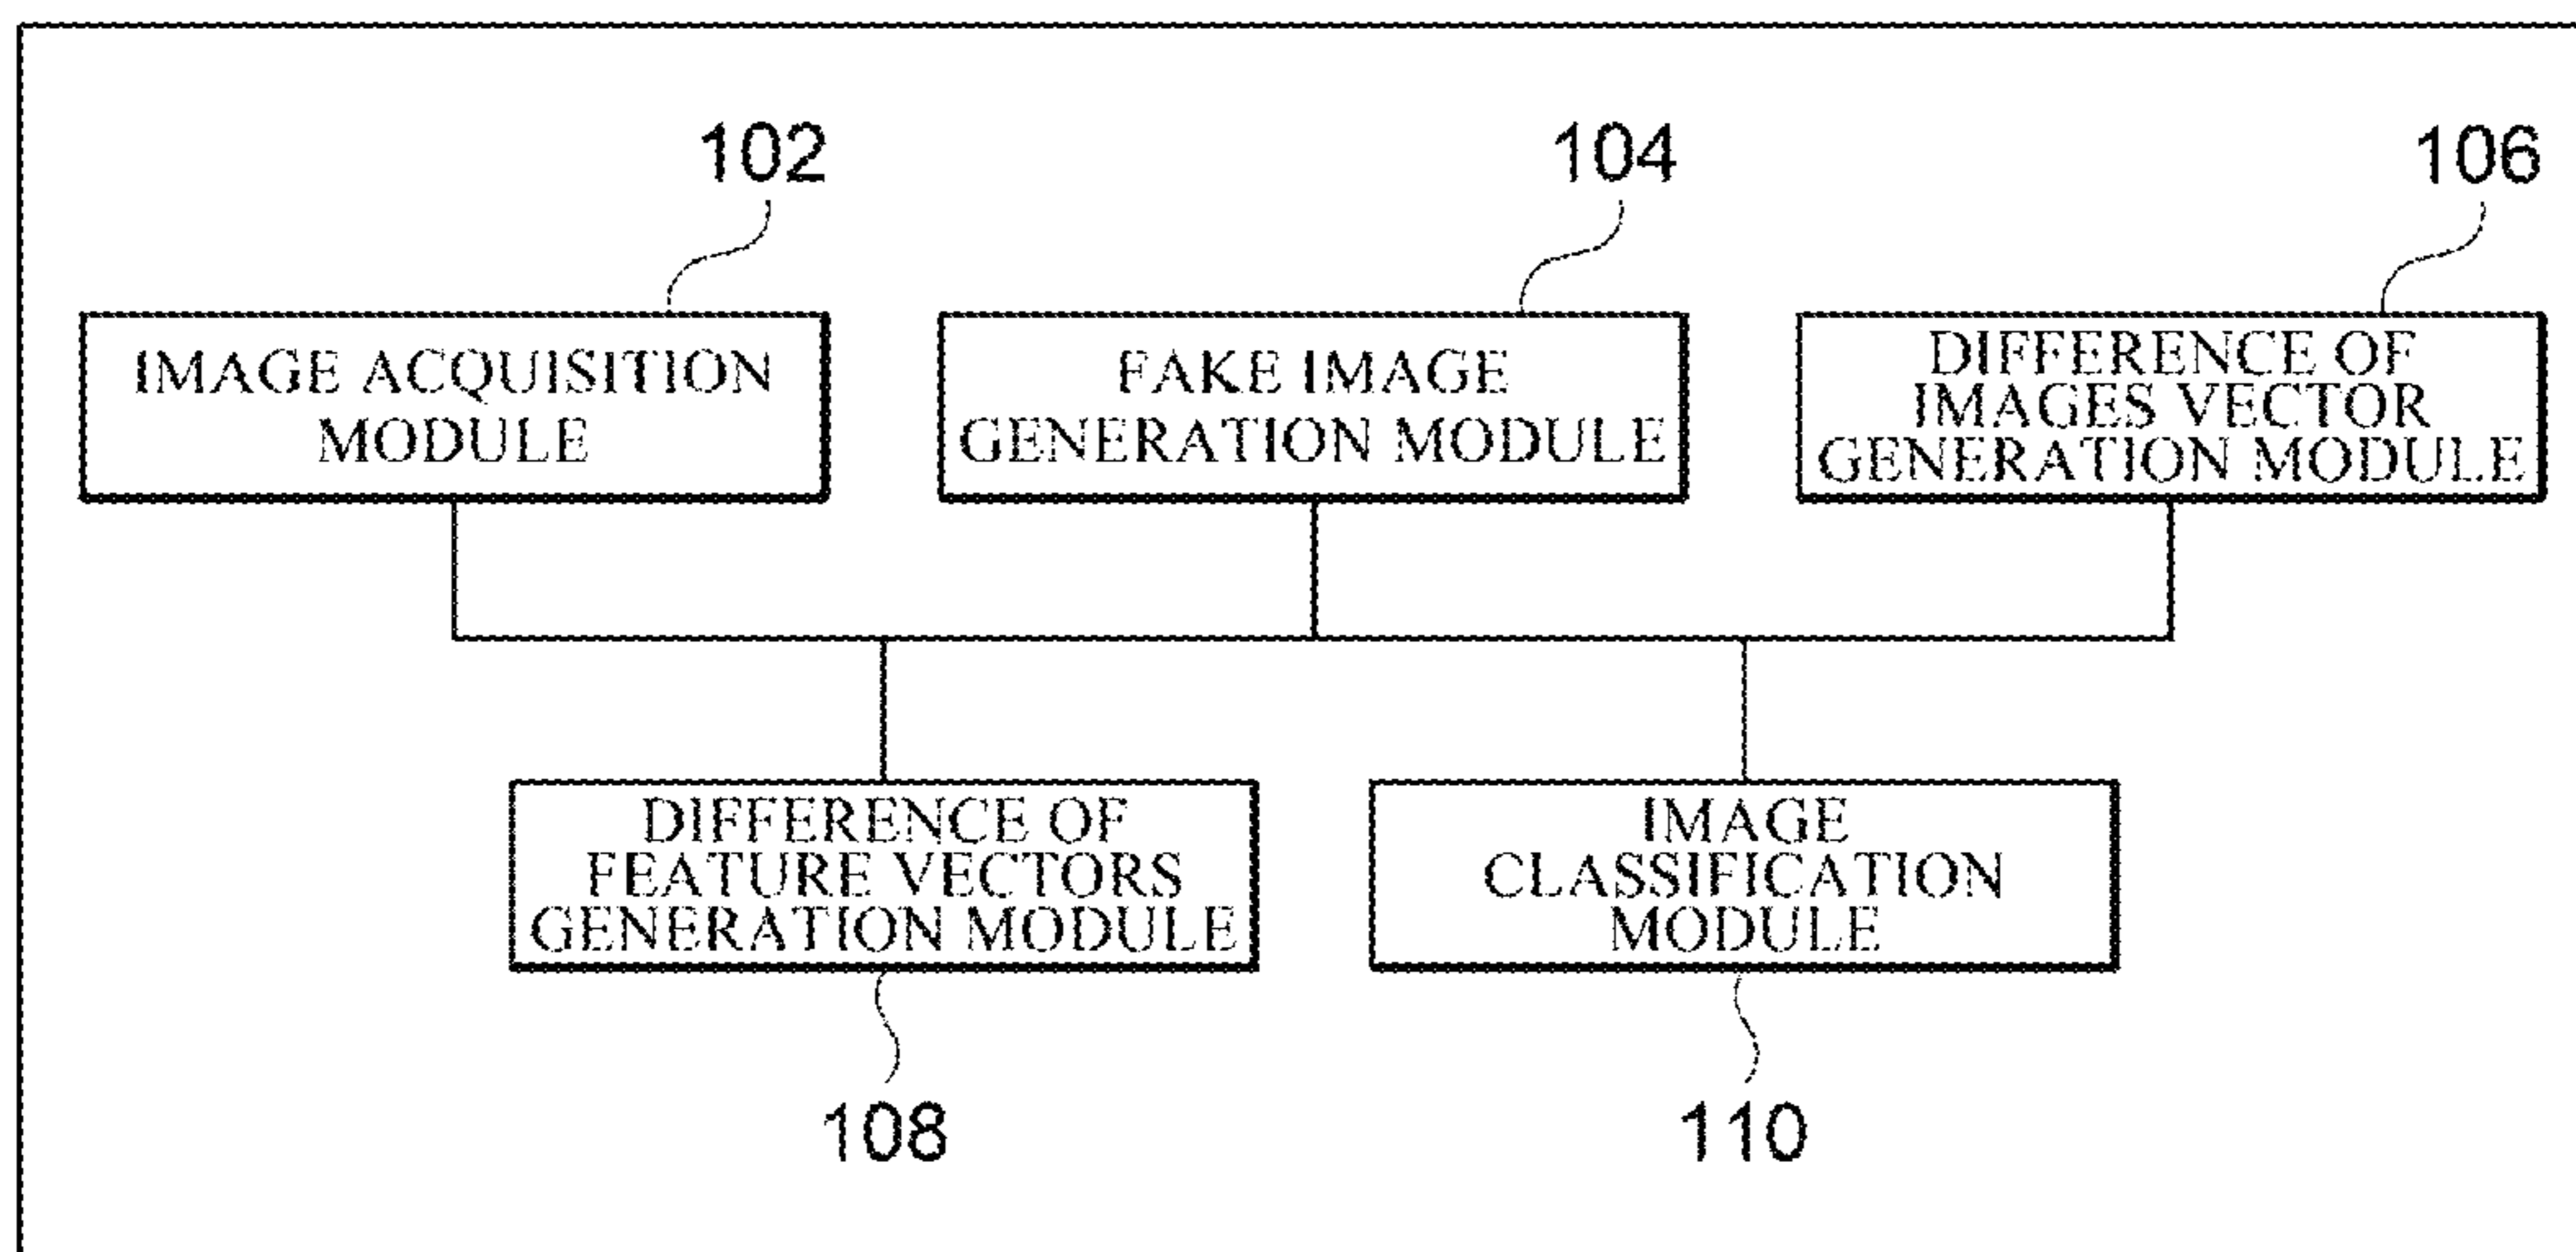 102
104
106
IMAGE ACQUISITION
MODULE
FAKE IMAGE
GENERATION MODULE
DIFFERENCE OF
IMAGES VECTOR
GENERATION MODULE
DIFFERENCE OF
FEATURE VECTORS
GENERATION MODULE
IMAGE
CLASSIFICATION
MODULE
108
110